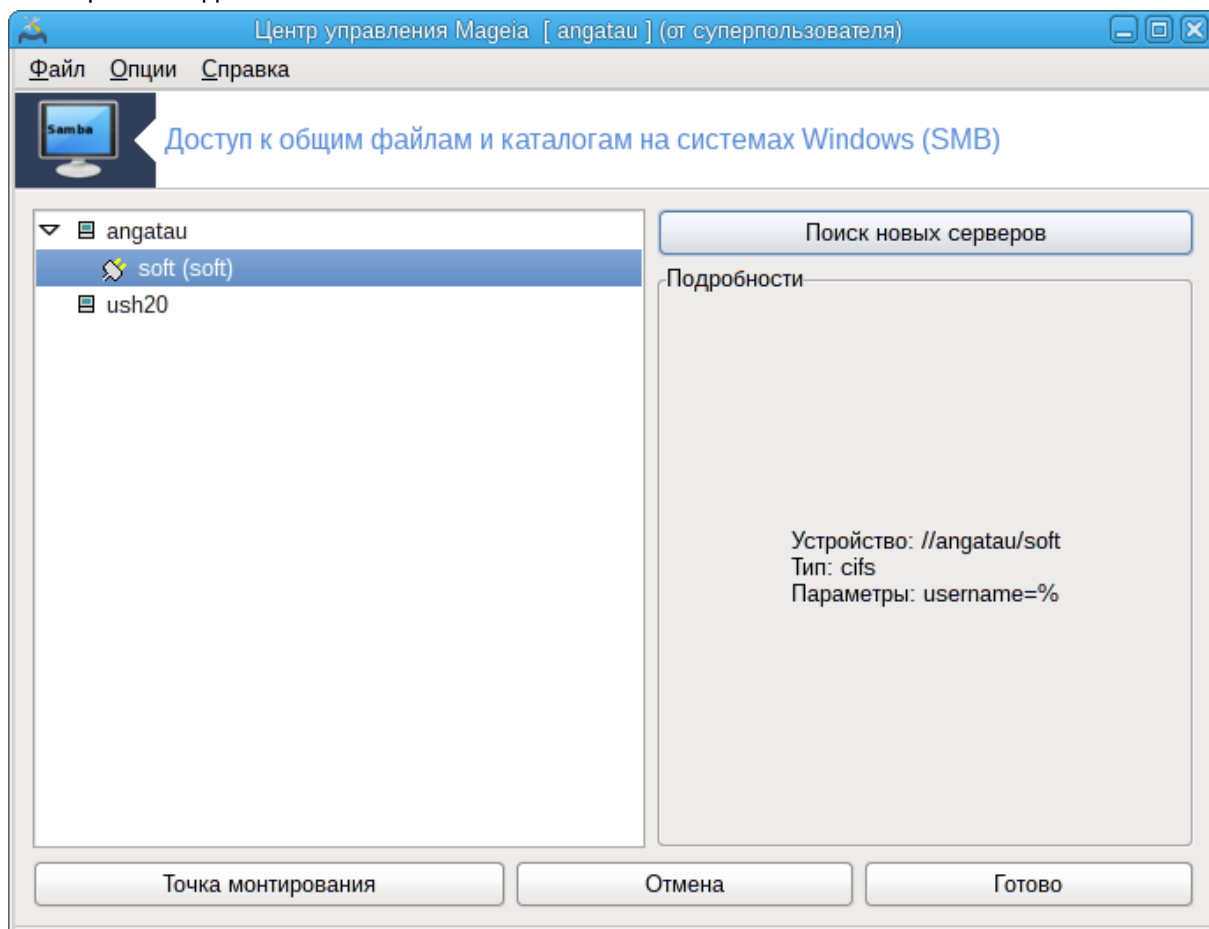 Центр управления Mageia [ angatau ] (от суперпользователя)
Файл Опции Справка
Samba
Доступ к общим файлам и каталогам на системах Windows (SMB)
angatau
soft (soft)
ush20
Поиск новых серверов
Подробности
Устройство: //angatau/soft
Тип: cifs
Параметры: username=%
Точка монтирования
Отмена
Готово